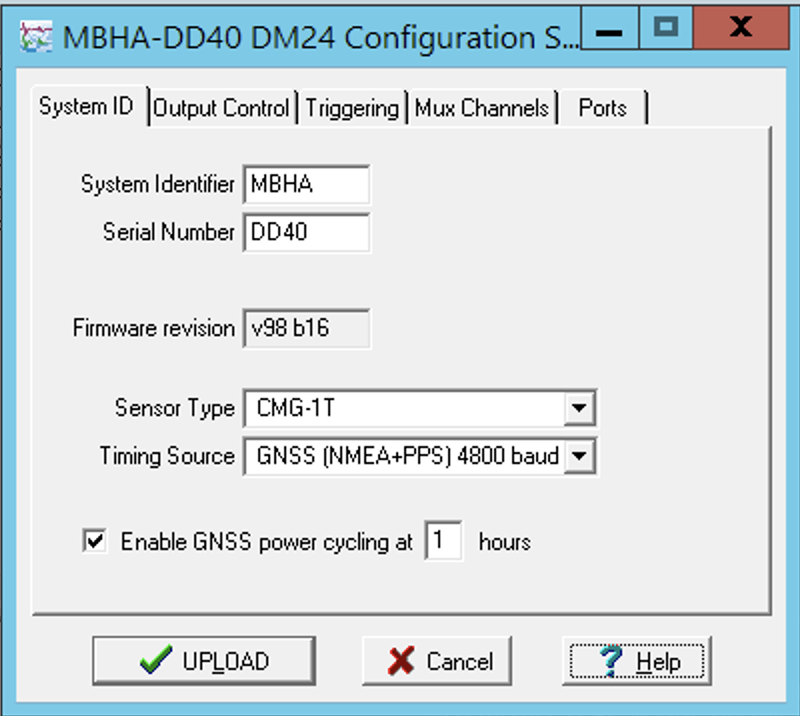 MBHA-DD40 DM24 Configuration S...
System ID Output Control Triggering Mux Channels Ports
System Identifier MBHA
Serial Number DD40
Firmware revision v98 b16
Sensor Type CMG-1T
Timing Source GNSS (NMEA+PPS) 4800 baud
Enable GNSS power cycling at 1 hours
UPLOAD Cancel Help